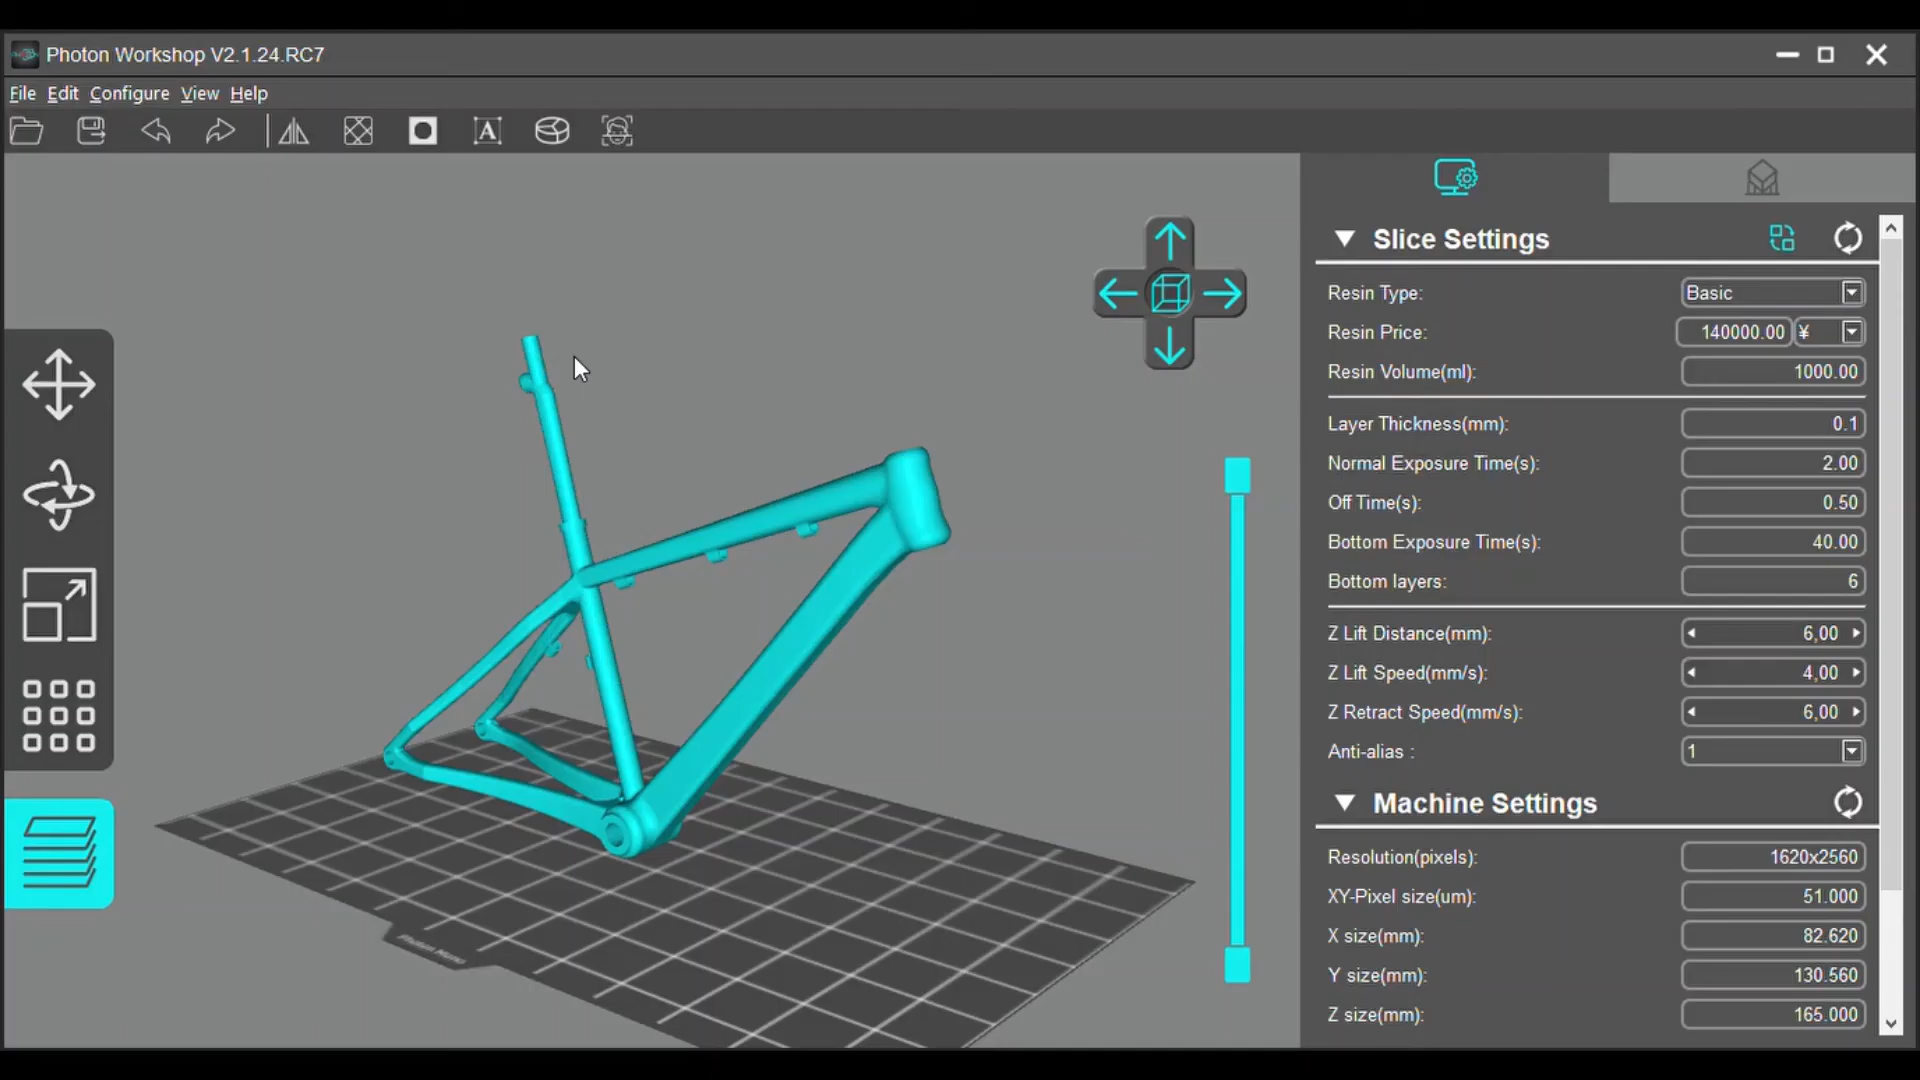 Photon Workshop V2.1.24.RC7
File Edit Configure View Help
A
Slice Settings
Resin Type: Basic
Resin Price: 140000.00 ¥
Resin Volume(ml): 1000.00
Layer Thickness(mm): 0.1
Normal Exposure Time(s): 2.00
Off Time(s): 0.50
Bottom Exposure Time(s): 40.00
Bottom layers: 6
Z Lift Distance(mm): 6,00
Z Lift Speed(mm/s): 4,00
Z Retract Speed(mm/s): 6,00
Anti-alias : 1
Machine Settings
Resolution(pixels): 1620x2560
XY-Pixel size(um): 51.000
X size(mm): 82.620
Y size(mm): 130.560
Z size(mm): 165.000